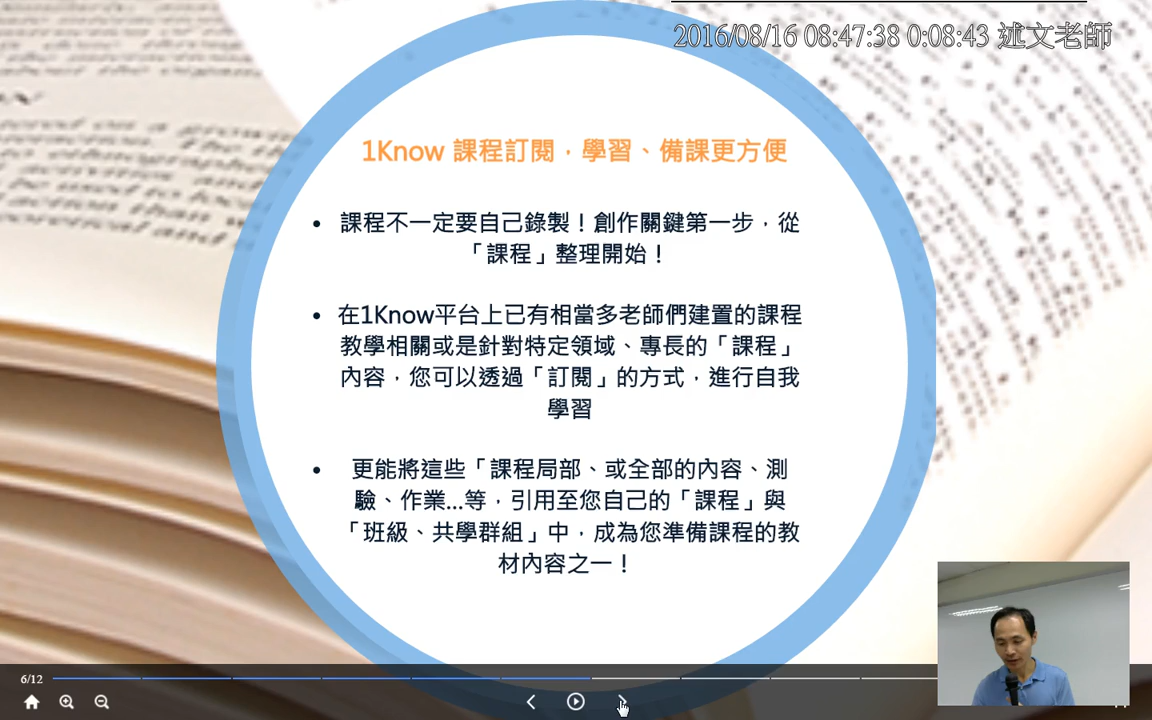 2016/08/16 08:47:38 0:08:43 述文老師
1Know 課程訂閱，學習、備課更方便
• 課程不一定要自己錄製！創作關鍵第一步，從
「課程」整理開始！
• 在1Know平台上已有相當多老師們建置的課程
教學相關或是針對特定領域、專長的「課程」
內容，您可以透過「訂閱」的方式，進行自我
學習
• 更能將這些「課程局部、或全部的內容、測
驗、作業...等，引用至您自己的「課程」與
「班級、共學群組」中，成為您準備課程的教
材內容之一！
6/12